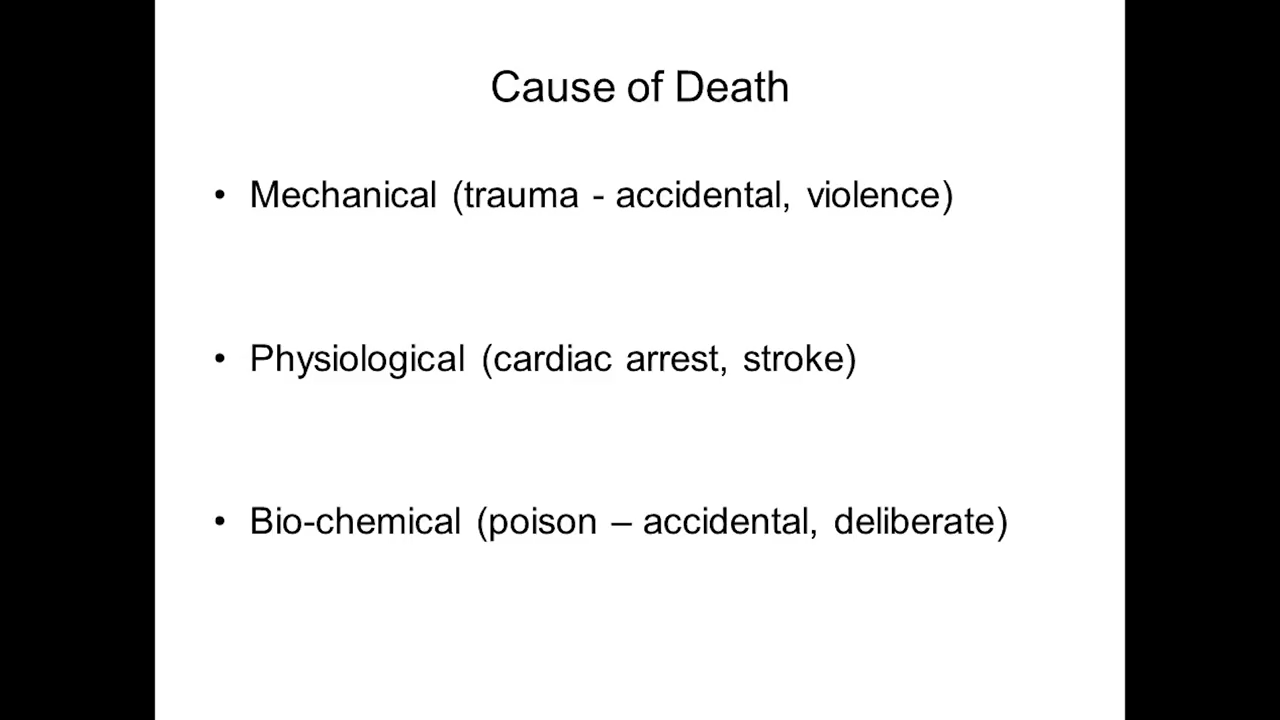 Cause of Death
• Mechanical (trauma - accidental, violence)
• Physiological (cardiac arrest, stroke)
• Bio-chemical (poison – accidental, deliberate)